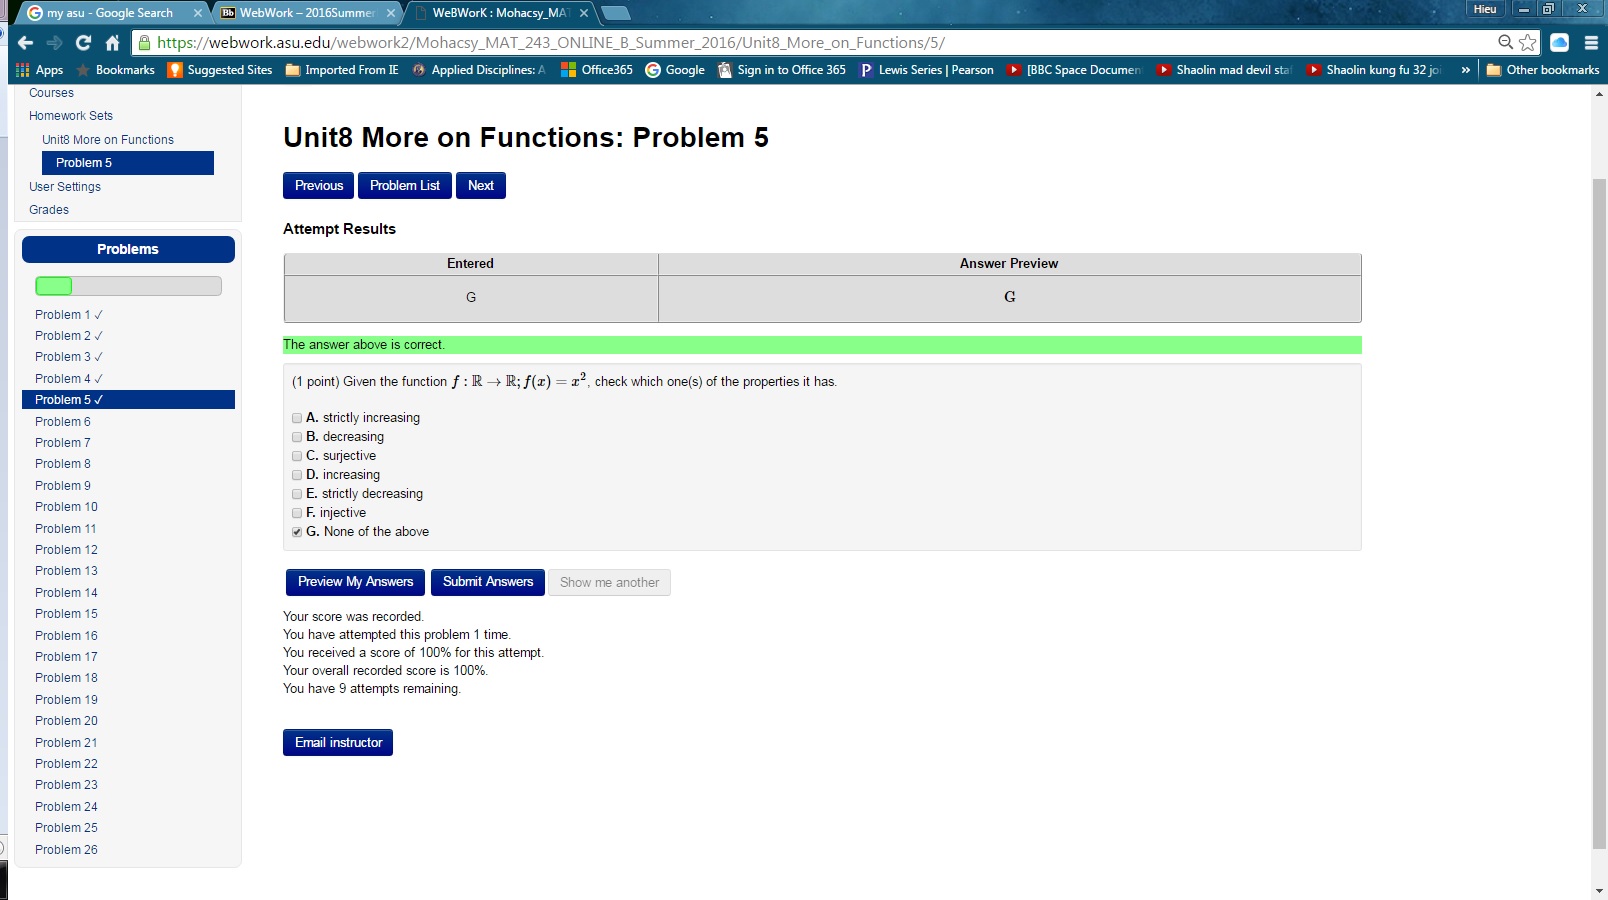 my asu - Google Search
WebWork – 2016Summer
WeBWorK : Mohacsy_MAT
Hieu
https://webwork.asu.edu/webwork2/Mohacsy_MAT_243_ONLINE_B_Summer_2016/Unit8_More_on_Functions/5/
Apps Bookmarks Suggested Sites Imported From IE Applied Disciplines: A Office365 Google Sign in to Office 365 Lewis Series | Pearson [BBC Space Documen Shaolin mad devil sta Shaolin kung fu 32 joi » Other bookmarks
Courses
Homework Sets
Unit8 More on Functions
Problem 5
User Settings
Grades
Problems
Problem 1 ✓
Problem 2 ✓
Problem 3 ✓
Problem 4 ✓
Problem 5 ✓
Problem 6
Problem 7
Problem 8
Problem 9
Problem 10
Problem 11
Problem 12
Problem 13
Problem 14
Problem 15
Problem 16
Problem 17
Problem 18
Problem 19
Problem 20
Problem 21
Problem 22
Problem 23
Problem 24
Problem 25
Problem 26
Unit8 More on Functions: Problem 5
Previous Problem List Next
Attempt Results
Entered Answer Preview
G G
The answer above is correct.
(1 point) Given the function f : ℝ → ℝ; f(x) = x², check which one(s) of the properties it has.
A. strictly increasing
B. decreasing
C. surjective
D. increasing
E. strictly decreasing
F. injective
G. None of the above
Preview My Answers Submit Answers Show me another
Your score was recorded.
You have attempted this problem 1 time.
You received a score of 100% for this attempt.
Your overall recorded score is 100%.
You have 9 attempts remaining.
Email instructor